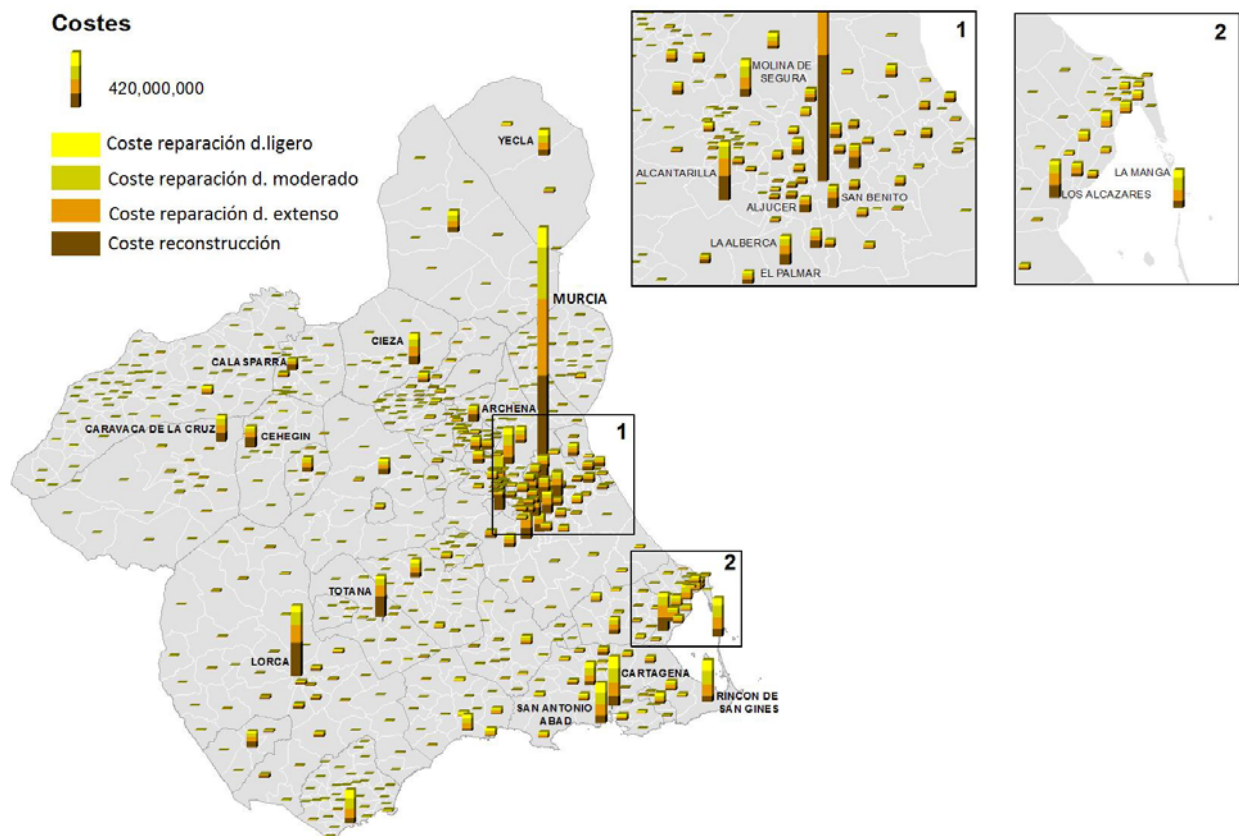 Costes
420,000,000
Coste reparación d.ligero
Coste reparación d. moderado
Coste reparación d. extenso
Coste reconstrucción
1
MOLINA DE
SEGURA
ALCANTARILLA
SAN BENITO
ALJUCER
LA ALBERCA
EL PALMAR
2
LA MANGA
LOS ALCAZARES
YECLA
MURCIA
CIEZA
CALASPARRA
ARCHENA
CARAVACA DE LA CRUZ
CEHEGIN
1
2
TOTANA
LORCA
CARTAGENA
RINCON DE
SAN GINES
SAN ANTONIO
ABAD